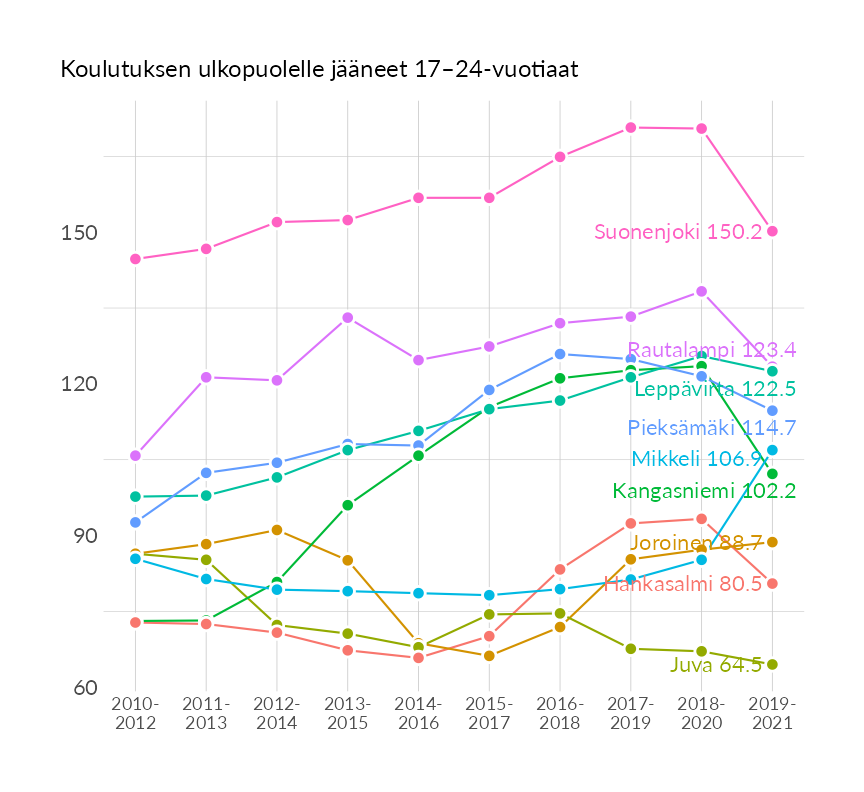 Koulutuksen ulkopuolelle jääneet 17–24-vuotiaat
150
120
90
60
Suonenjoki 150.2
Rautalampi 123.4
Leppävirta 122.5
Pieksämäki 114.7
Mikkeli 106.9
Kangasniemi 102.2
Joroinen 88.7
Hankasalmi 80.5
Juva 64.5
2010- 2011- 2012- 2013- 2014- 2015- 2016- 2017- 2018- 2019-
2012 2013 2014 2015 2016 2017 2018 2019 2020 2021